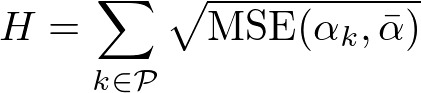 H = \sum_{k \in \mathcal{P}} \sqrt{\mathrm{MSE}(\alpha_k, \bar{\alpha})}